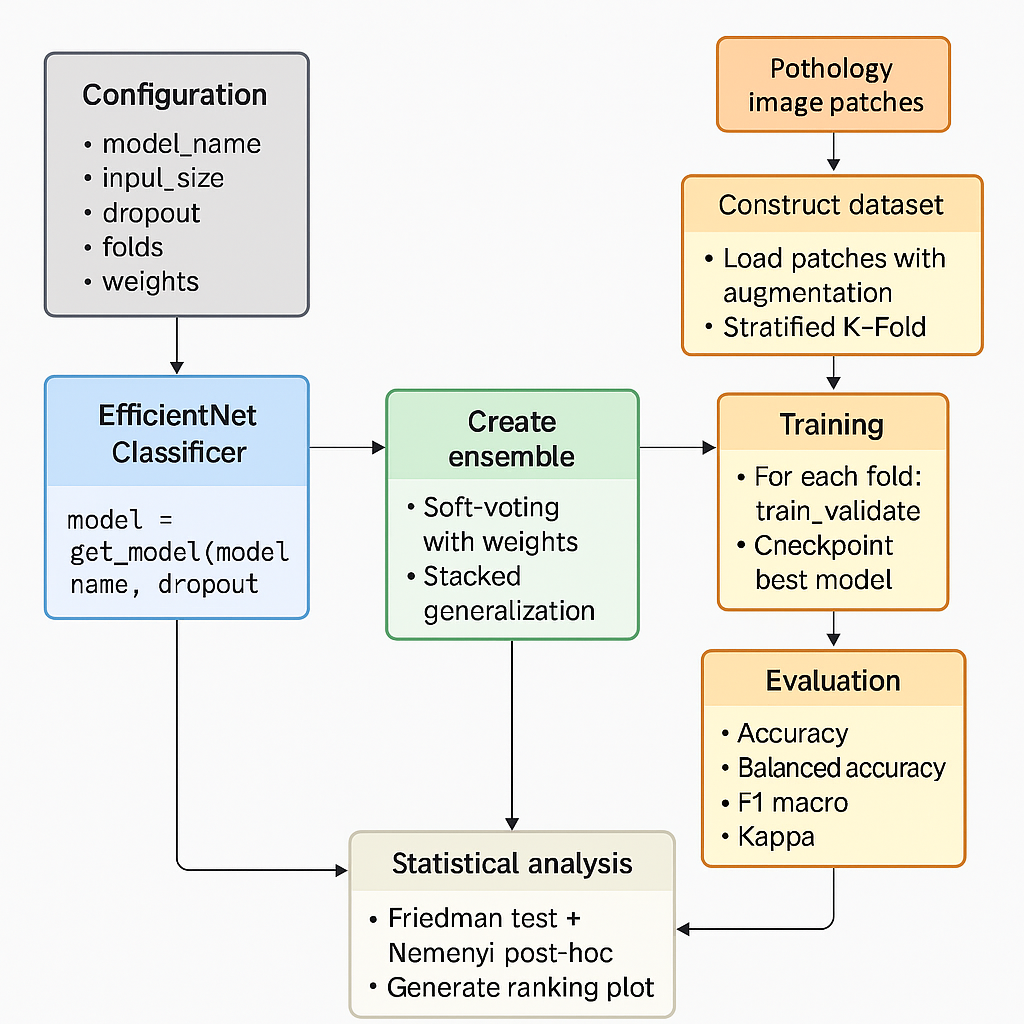 Configuration
• model_name
• inpul_size
• dropout
• folds
• weights
Pothology
image patches
Construct dataset
• Load patches with
augmentation
• Stratified K-Fold
EfficientNet
Classificer
model =
get_model(model
name, dropout
Create
ensemble
• Soft-voting
with weights
• Stacked
generalization
Training
• For each fold:
train_validate
• Cneckpoint
best model
Evaluation
• Accuracy
• Balanced accuracy
• F1 macro
• Kappa
Statistical analysis
• Friedman test +
Nemenyi post-hoc
• Generate ranking plot